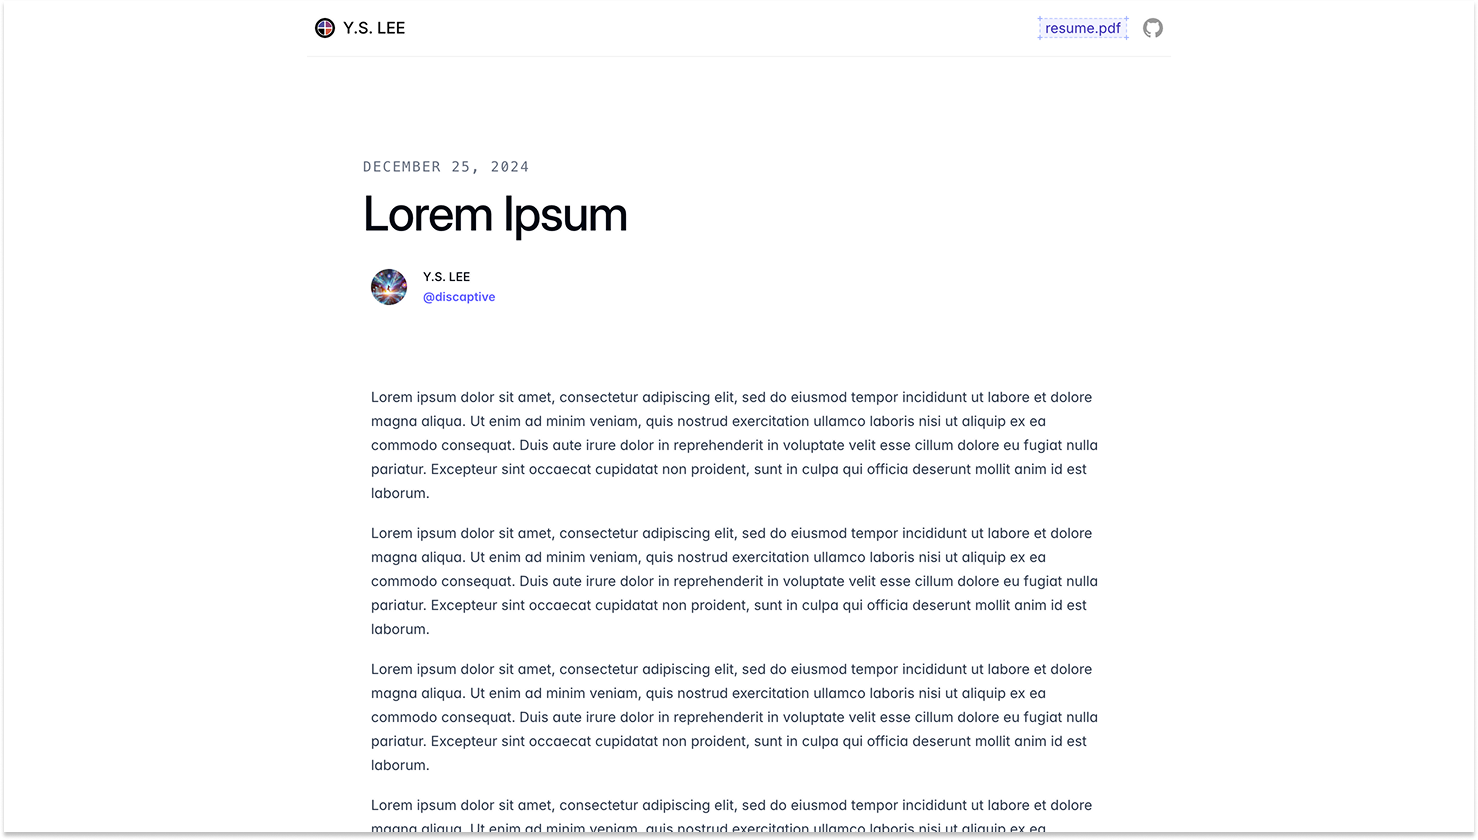 Y.S. LEE
resume.pdf
DECEMBER 25, 2024
Lorem Ipsum
Y.S. LEE
@discaptive
Lorem ipsum dolor sit amet, consectetur adipiscing elit, sed do eiusmod tempor incididunt ut labore et dolore
magna aliqua. Ut enim ad minim veniam, quis nostrud exercitation ullamco laboris nisi ut aliquip ex ea
commodo consequat. Duis aute irure dolor in reprehenderit in voluptate velit esse cillum dolore eu fugiat nulla
pariatur. Excepteur sint occaecat cupidatat non proident, sunt in culpa qui officia deserunt mollit anim id est
laborum.
Lorem ipsum dolor sit amet, consectetur adipiscing elit, sed do eiusmod tempor incididunt ut labore et dolore
magna aliqua. Ut enim ad minim veniam, quis nostrud exercitation ullamco laboris nisi ut aliquip ex ea
commodo consequat. Duis aute irure dolor in reprehenderit in voluptate velit esse cillum dolore eu fugiat nulla
pariatur. Excepteur sint occaecat cupidatat non proident, sunt in culpa qui officia deserunt mollit anim id est
laborum.
Lorem ipsum dolor sit amet, consectetur adipiscing elit, sed do eiusmod tempor incididunt ut labore et dolore
magna aliqua. Ut enim ad minim veniam, quis nostrud exercitation ullamco laboris nisi ut aliquip ex ea
commodo consequat. Duis aute irure dolor in reprehenderit in voluptate velit esse cillum dolore eu fugiat nulla
pariatur. Excepteur sint occaecat cupidatat non proident, sunt in culpa qui officia deserunt mollit anim id est
laborum.
Lorem ipsum dolor sit amet, consectetur adipiscing elit, sed do eiusmod tempor incididunt ut labore et dolore
magna aliqua. Ut enim ad minim veniam, quis nostrud exercitation ullamco laboris nisi ut aliquip ex ea